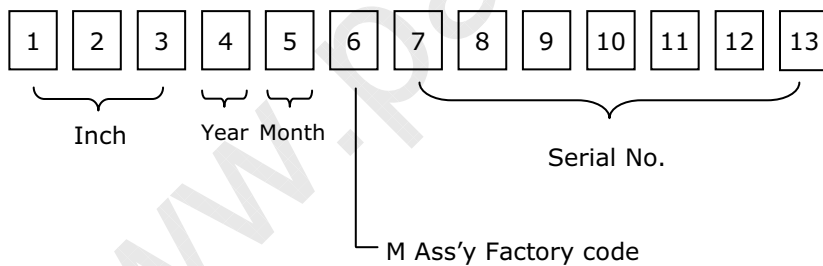 1 2 3 4 5 6 7 8 9 10 11 12 13
Inch Year Month Serial No.
M Ass'y Factory code